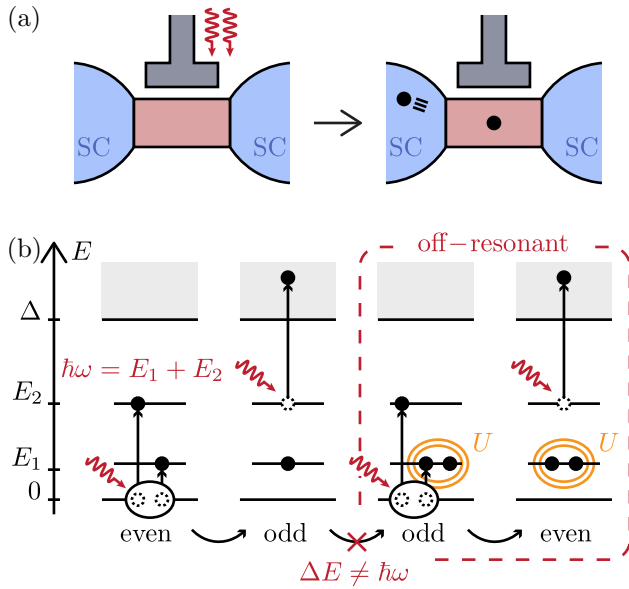 (a)
SC
SC
SC
SC
(b)
E
off−resonant
Δ
ħω = E₁ + E₂
E₂
E₁
U
U
0
even
odd
odd
even
ΔE ≠ ħω